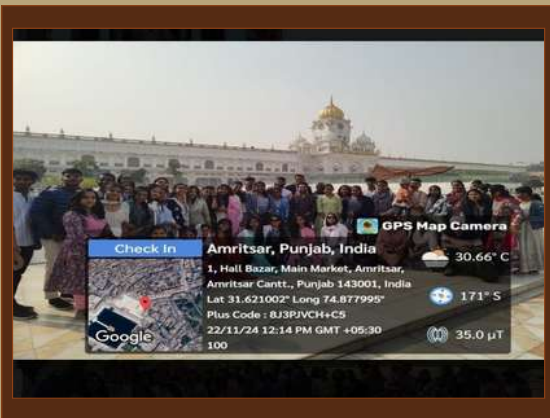 GPS Map Camera
Check In
Amritsar, Punjab, India
1, Hall Bazar, Main Market, Amritsar,
Amritsar Cantt., Punjab 143001, India
Lat 31.621002° Long 74.877995°
Plus Code : 8J3PJVCH+C5
22/11/24 12:14 PM GMT +05:30
100
30.66° C
171° S
35.0 µT
Google